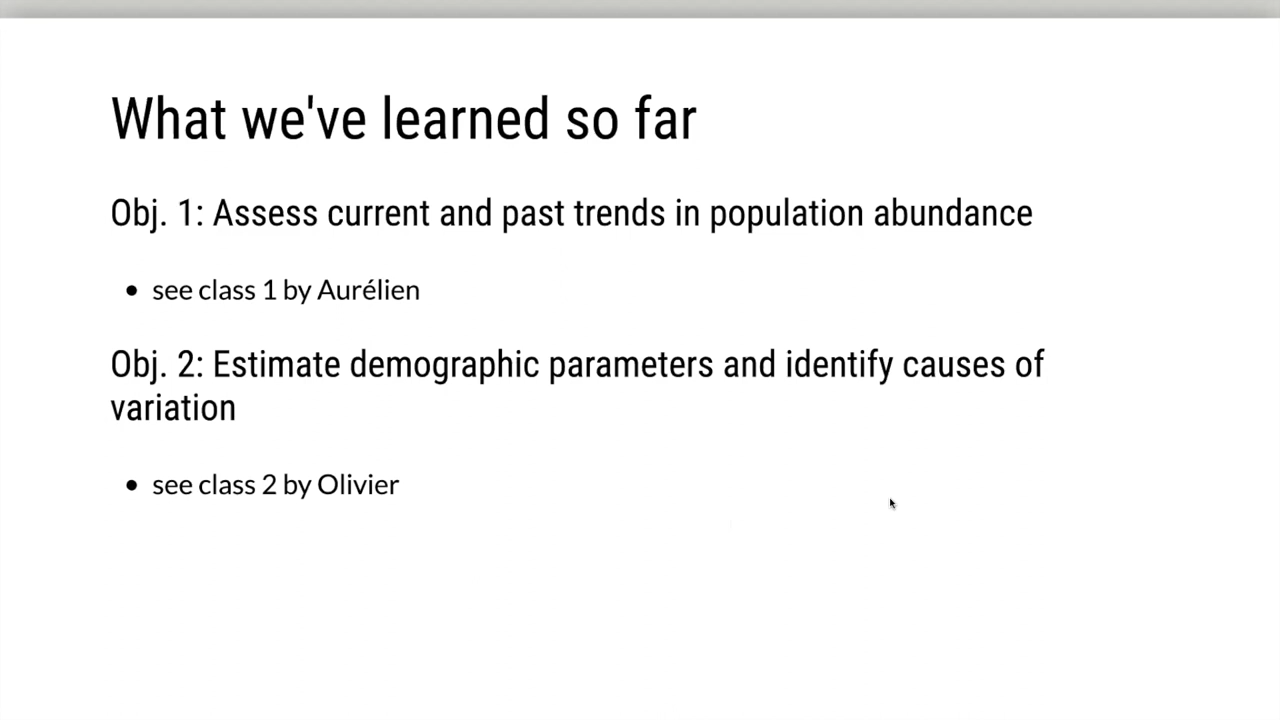 What we've learned so far
Obj. 1: Assess current and past trends in population abundance
• see class 1 by Aurélien
Obj. 2: Estimate demographic parameters and identify causes of
variation
• see class 2 by Olivier